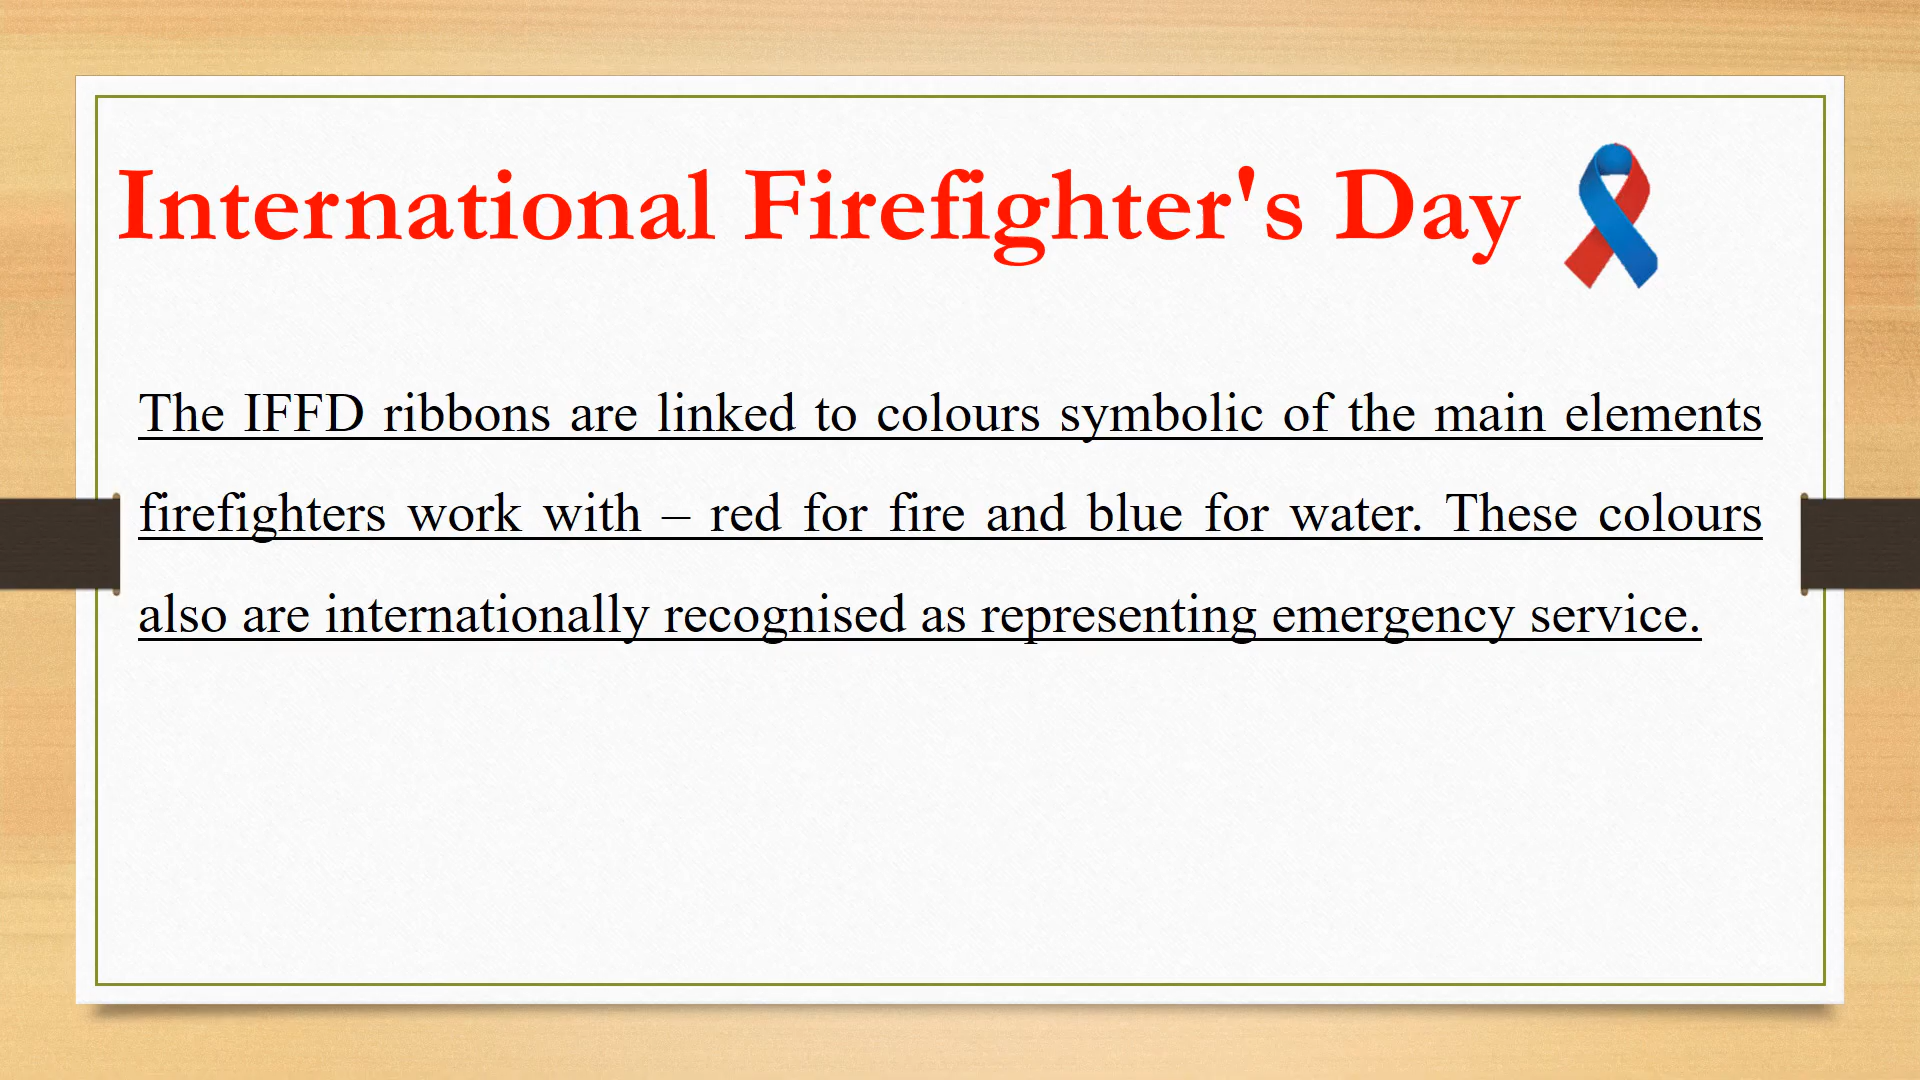 International Firefighter's Day
The IFFD ribbons are linked to colours symbolic of the main elements
firefighters work with – red for fire and blue for water. These colours
also are internationally recognised as representing emergency service.